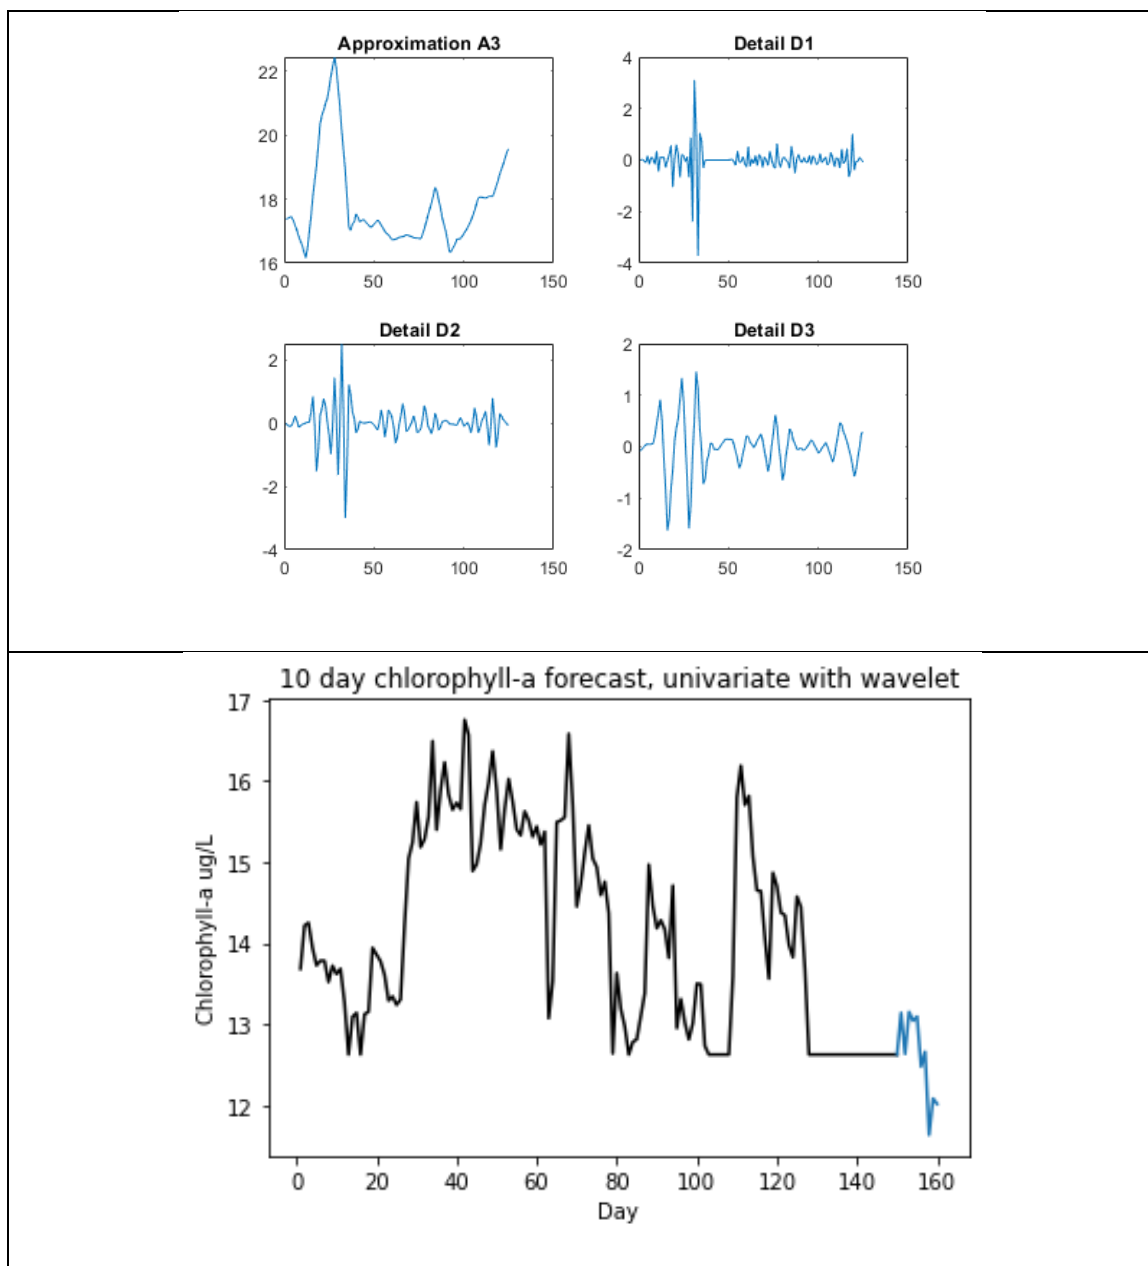 Approximation A3
Detail D1
22
20
18
16
0 50 100 150
4
2
0
-2
-4
0 50 100 150
Detail D2
Detail D3
2
0
-2
-4
0 50 100 150
2
1
0
-1
-2
0 50 100 150
10 day chlorophyll-a forecast, univariate with wavelet
Chlorophyll-a ug/L
17
16
15
14
13
12
0 20 40 60 80 100 120 140 160
Day